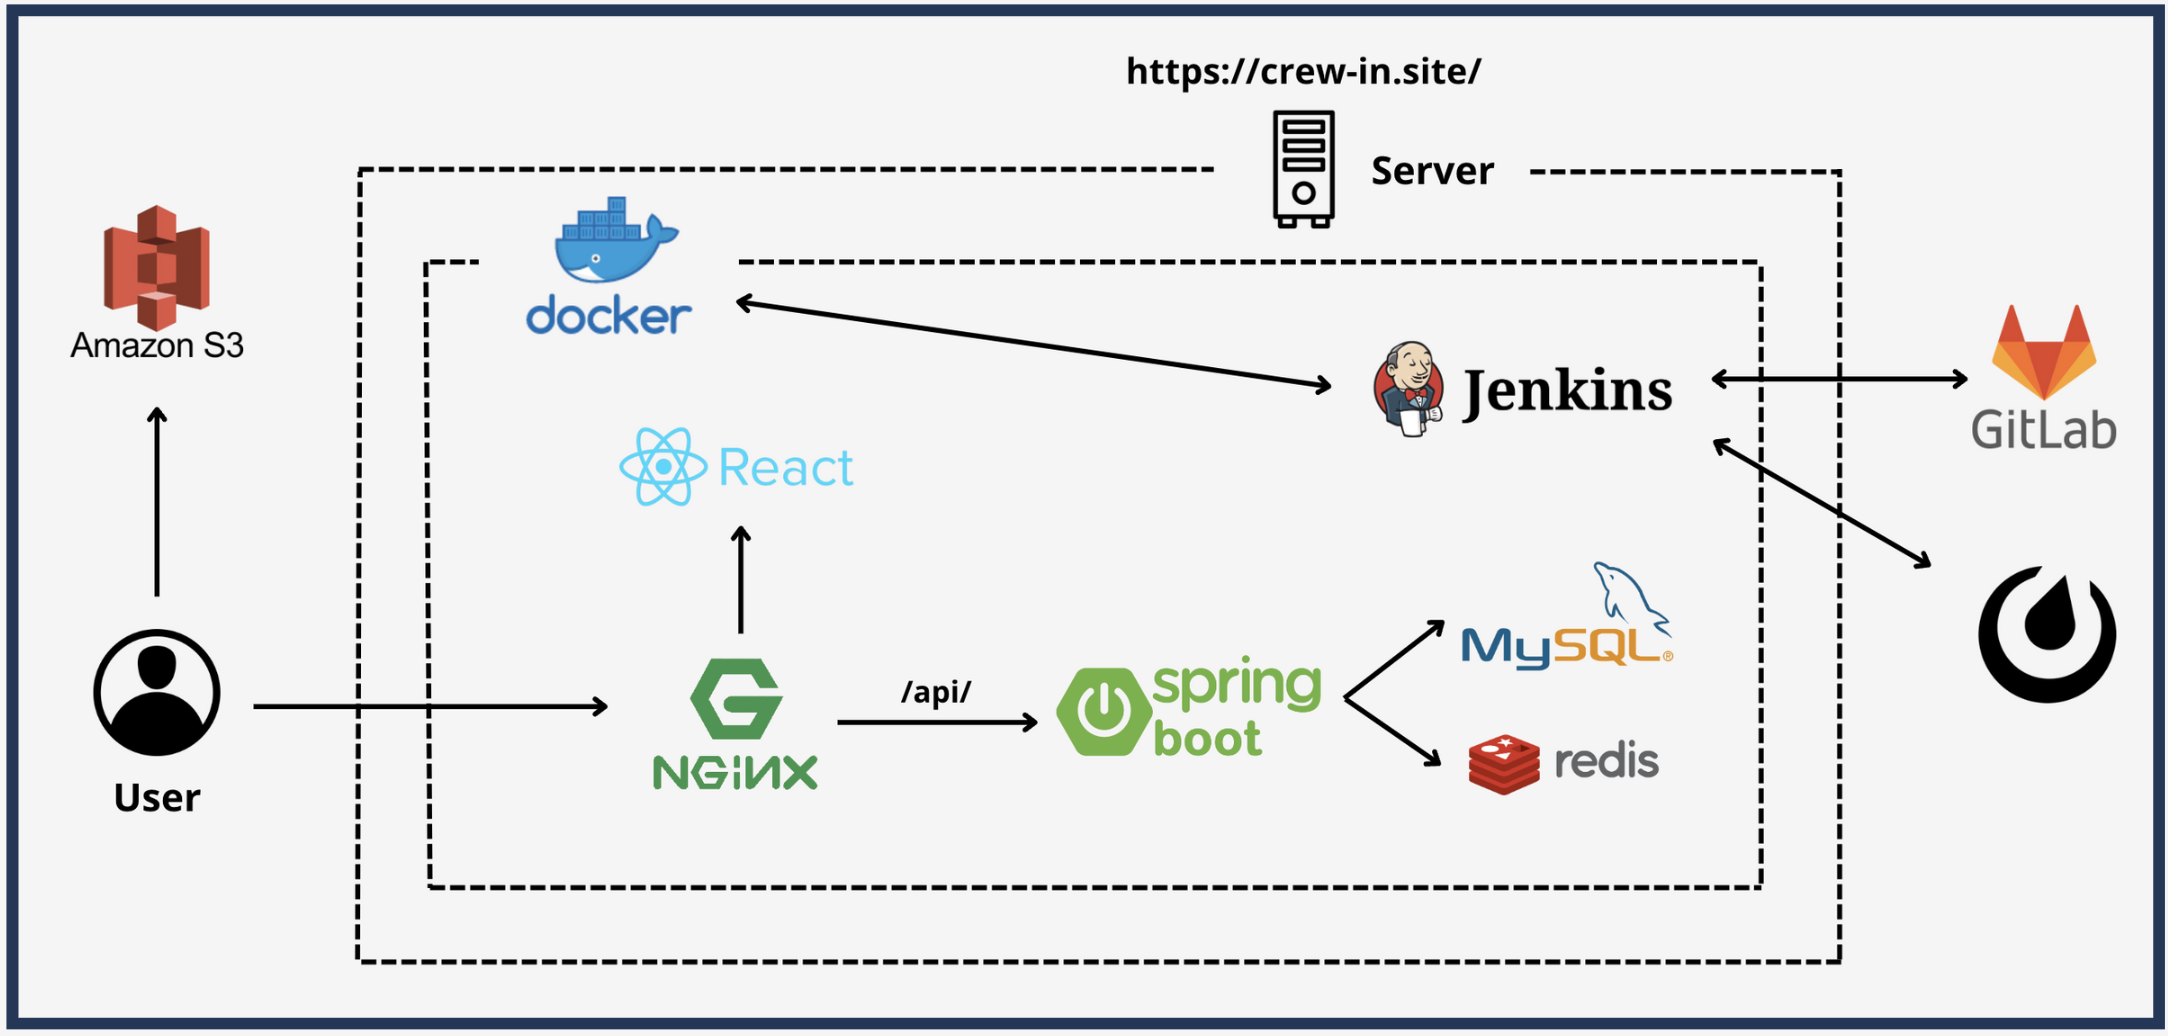 https://crew-in.site/
Server
docker
Amazon S3
Jenkins
GitLab
React
MySQL®
/api/
spring
boot
redis
NGiNX
User